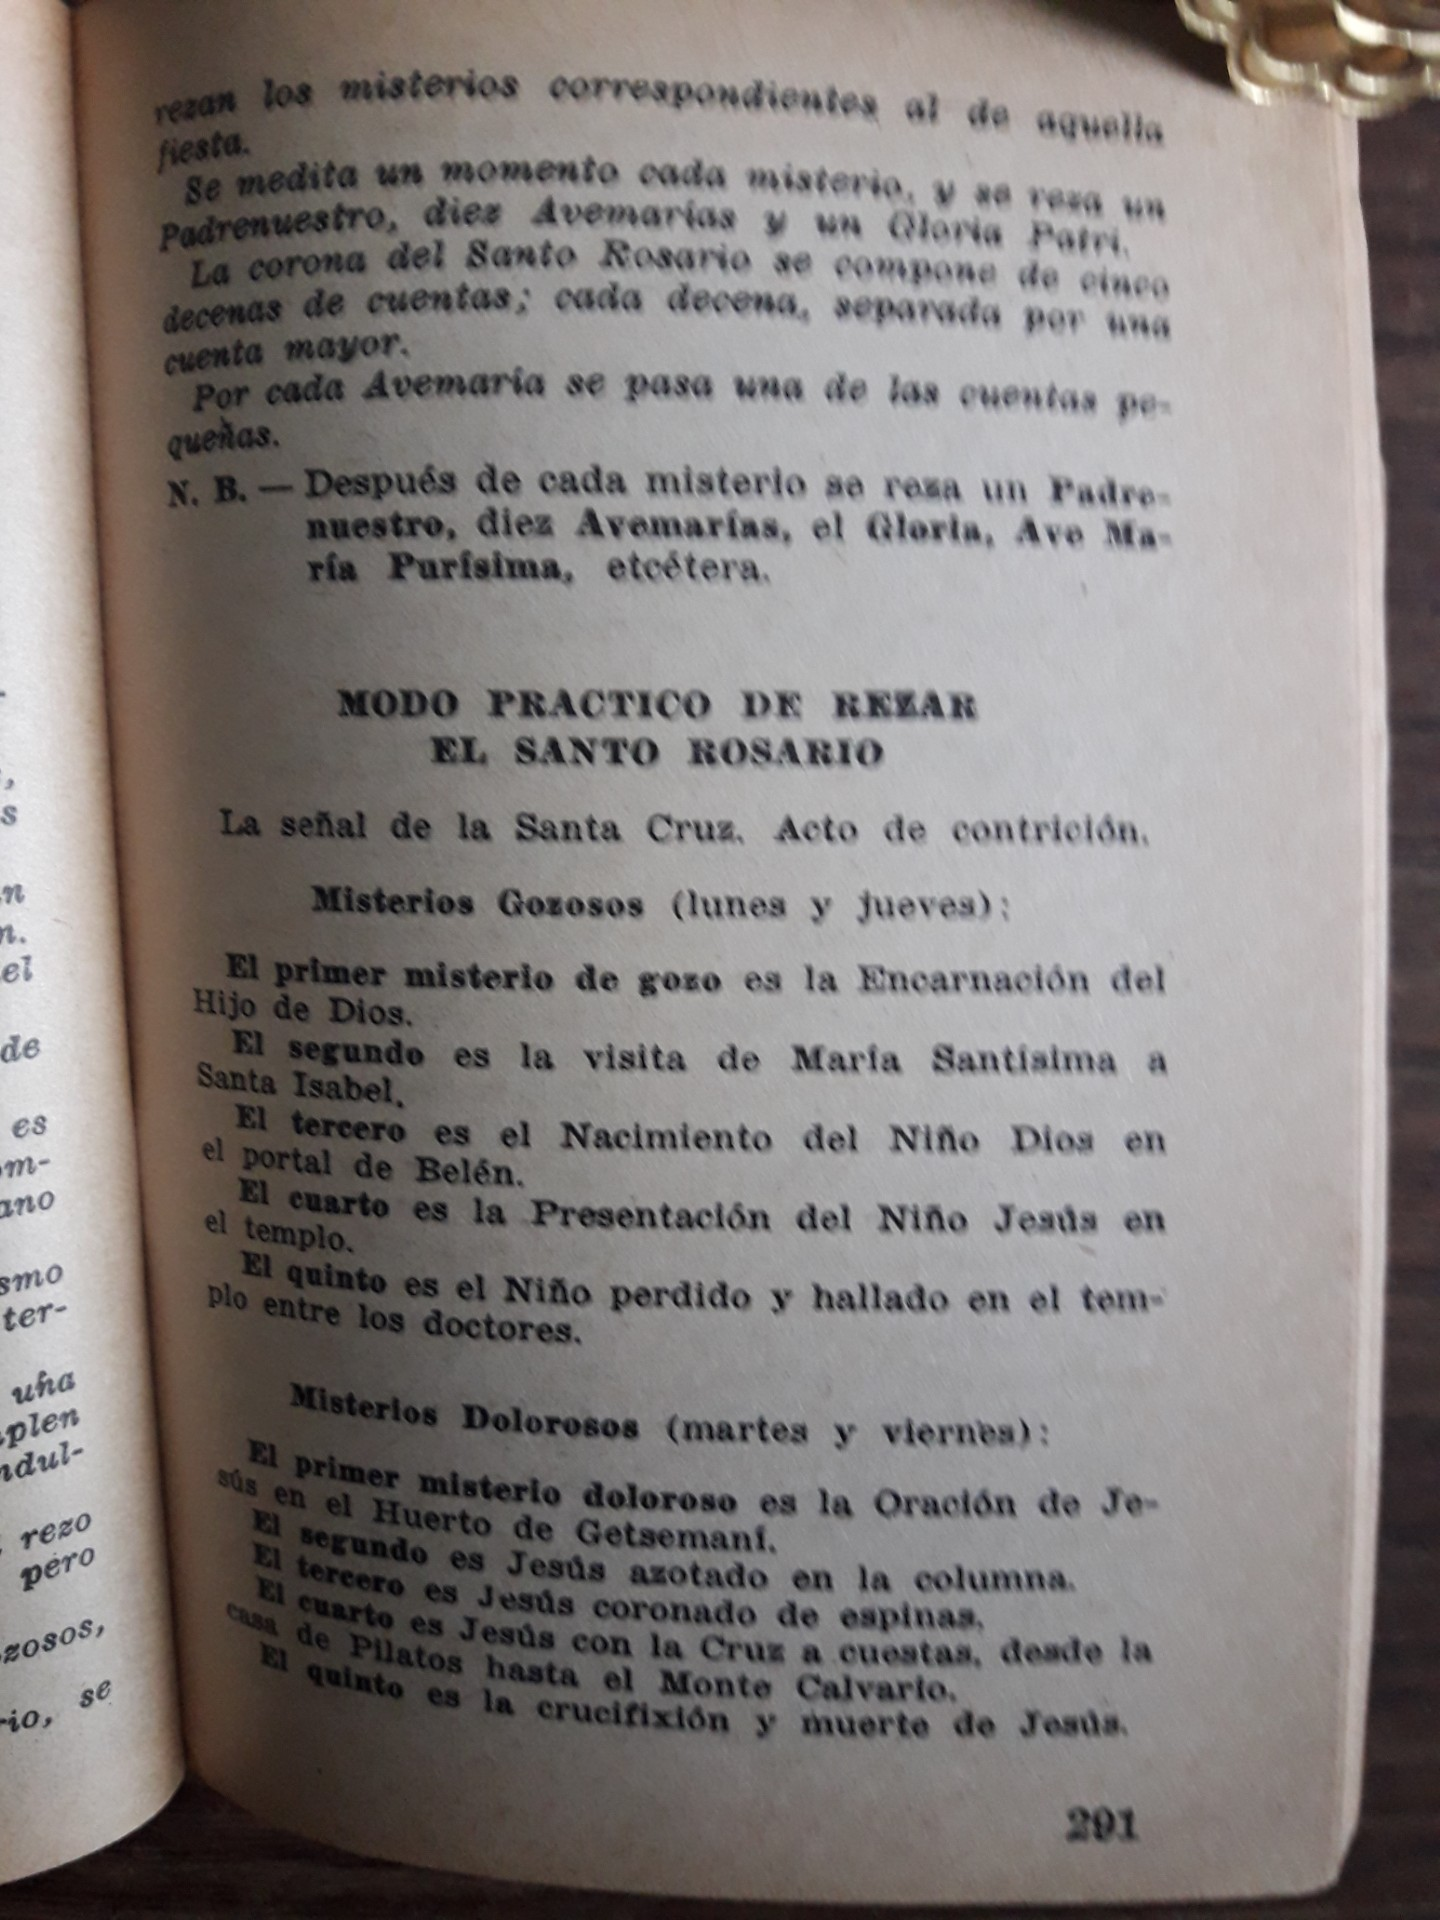 rezan los misterios correspondientes al de aquella
fiesta.
Se medita un momento cada misterio, y se reza un
Padrenuestro, diez Avemarías y un Gloria Patri.
La corona del Santo Rosario se compone de cinco
decenas de cuentas; cada decena, separada por una
cuenta mayor.
Por cada Avemaría se pasa una de las cuentas pe-
queñas.
N. B. — Después de cada misterio se reza un Padre-
nuestro, diez Avemarías, el Gloria, Ave Ma-
ría Purísima, etcétera.
MODO PRACTICO DE REZAR
EL SANTO ROSARIO
La señal de la Santa Cruz. Acto de contrición.
Misterios Gozosos (lunes y jueves):
El primer misterio de gozo es la Encarnación del
Hijo de Dios.
El segundo es la visita de María Santísima a
Santa Isabel.
El tercero es el Nacimiento del Niño Dios en
el portal de Belén.
El cuarto es la Presentación del Niño Jesús en
el templo.
El quinto es el Niño perdido y hallado en el tem-
plo entre los doctores.
Misterios Dolorosos (martes y viernes):
El primer misterio doloroso es la Oración de Je-
sús en el Huerto de Getsemaní.
El segundo es Jesús azotado en la columna.
El tercero es Jesús coronado de espinas.
El cuarto es Jesús con la Cruz a cuestas, desde la
casa de Pilatos hasta el Monte Calvario.
El quinto es la crucifixión y muerte de Jesús.
291